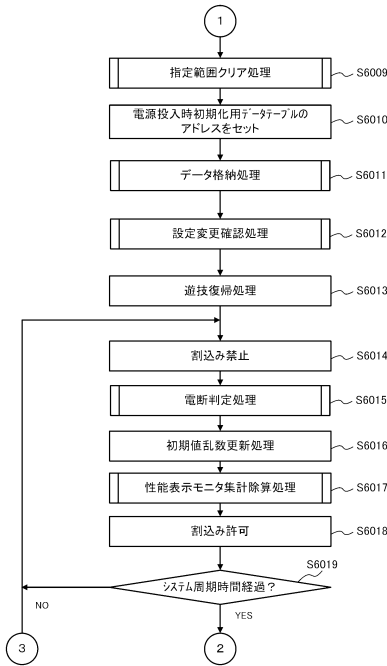 1
指定範囲クリア処理
S6009
電源投入時初期化用データテーブルの
アドレスをセット
S6010
データ格納処理
S6011
設定変更確認処理
S6012
遊技復帰処理
S6013
割込み禁止
S6014
電断判定処理
S6015
初期値乱数更新処理
S6016
性能表示モニタ集計除算処理
S6017
割込み許可
S6018
システム周期時間経過？
S6019
NO
YES
3
2